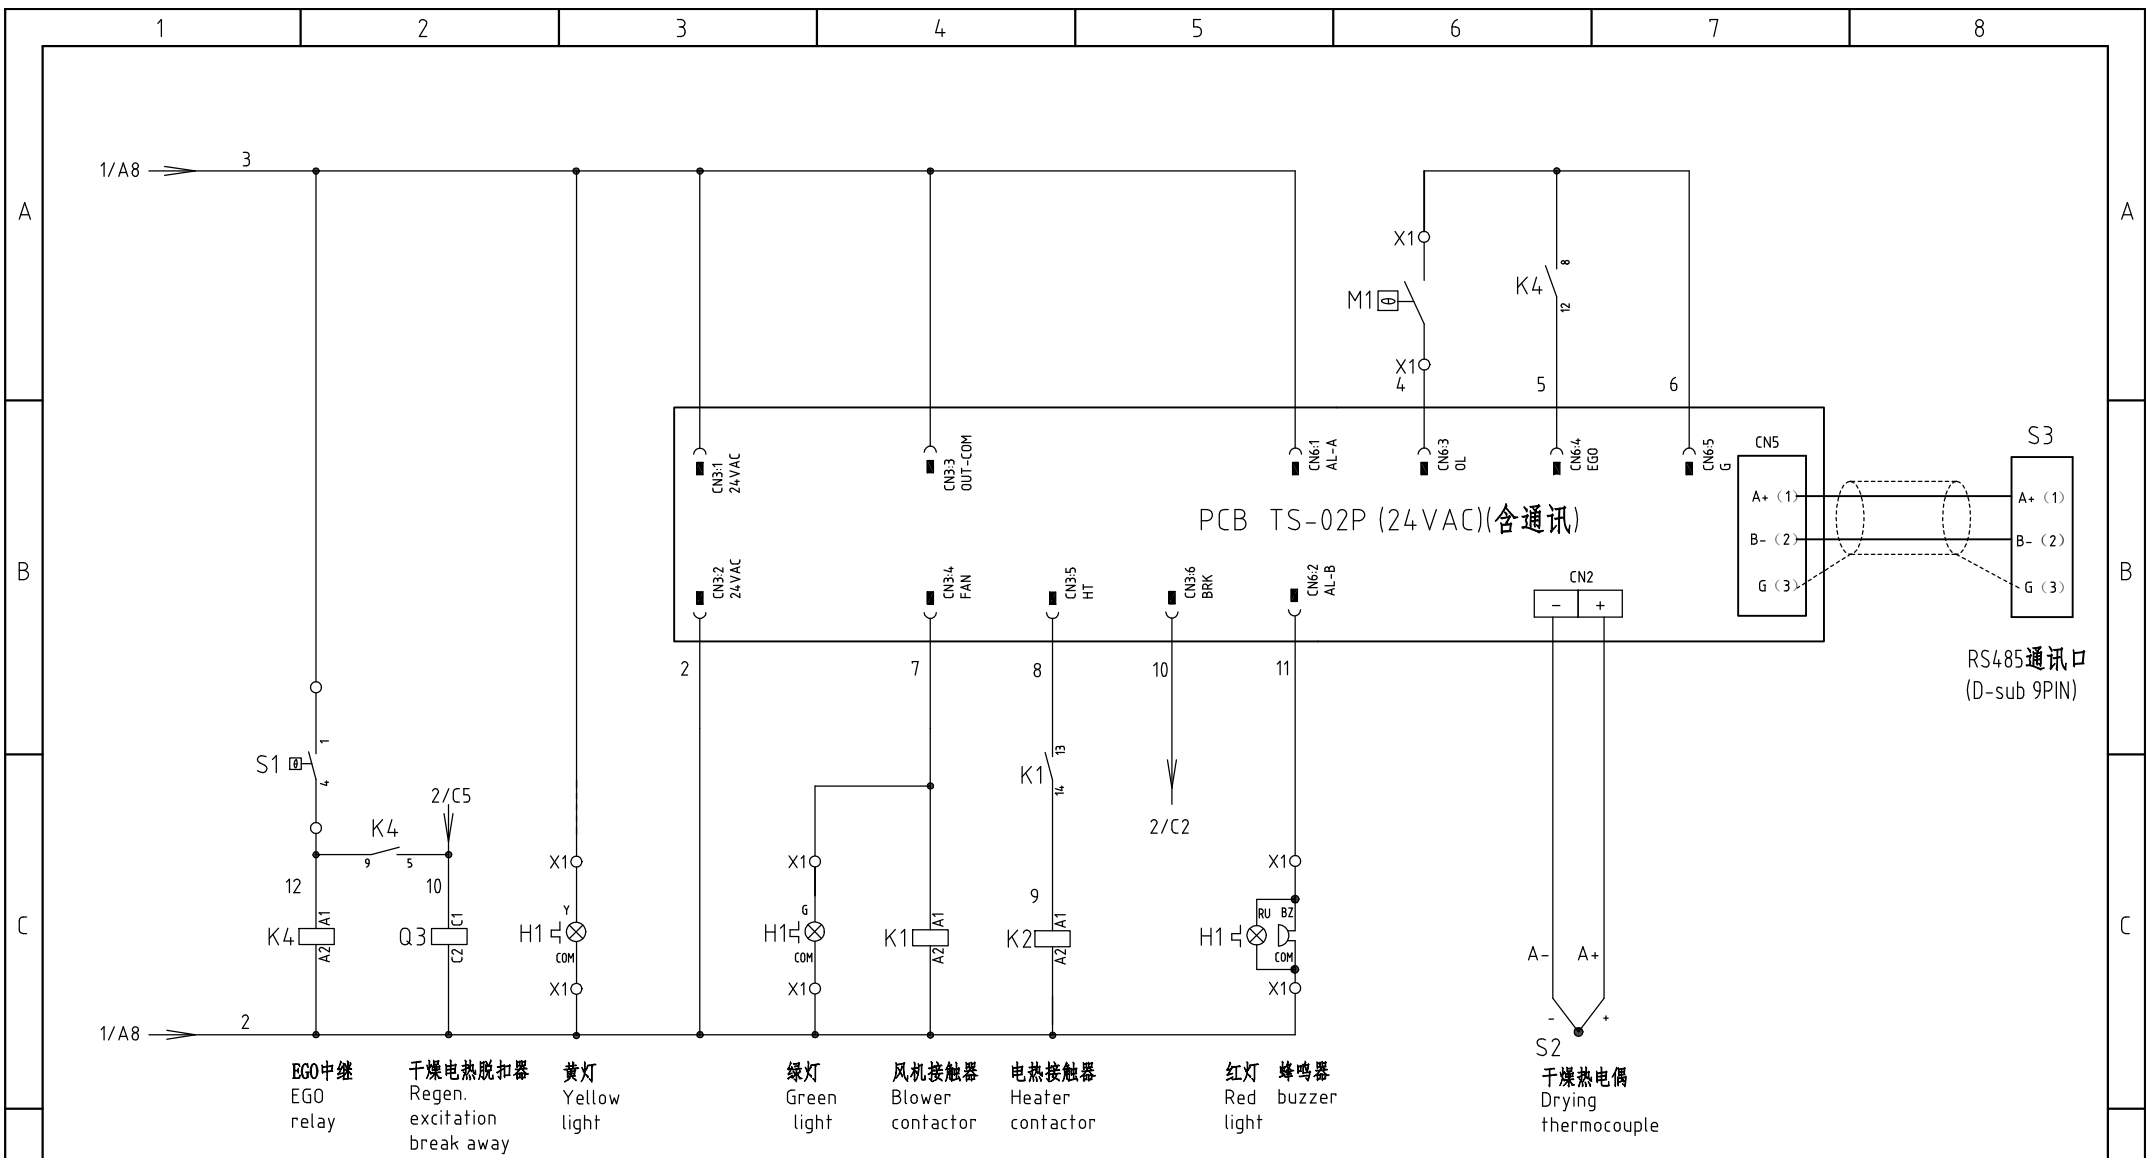 1 2 3 4 5 6 7 8
A A
1/A8 3
X1
K4 8 12
M1 θ
X1
4 5 6
CN3:1 24VAC
CN3:3 OUT-COM
CN6:1 AL-A
CN6:3 OL
CN6:4 EGO
CN6:5 G
CN5
S3
A+ (1) A+ (1)
PCB TS-02P (24VAC)(含通讯)
B- (2) B- (2)
G (3) G (3)
B B
CN3:2 24VAC
CN3:4 FAN
CN3:5 HT
CN3:6 BRK
CN6:2 AL-B
CN2
- +
2 7 8 10 11
RS485通讯口
(D-sub 9PIN)
S1 θ 1 4
K1 13 14
2/C5
K4
9 5
2/C2
X1 X1 X1
12 10 9
C C
K4 A1 A2
Q3 C1 C2
H1 Y COM
H1 G COM
K1 A1 A2
K2 A1 A2
H1 RU BZ COM
A- A+
X1 X1 X1
1/A8 2
- +
S2
EGO中继
EGO
relay
干燥电热脱扣器
Regen.
excitation
break away
黄灯
Yellow
light
绿灯
Green
light
风机接触器
Blower
contactor
电热接触器
Heater
contactor
红灯 蜂鸣器
Red buzzer
light
干燥热电偶
Drying
thermocouple